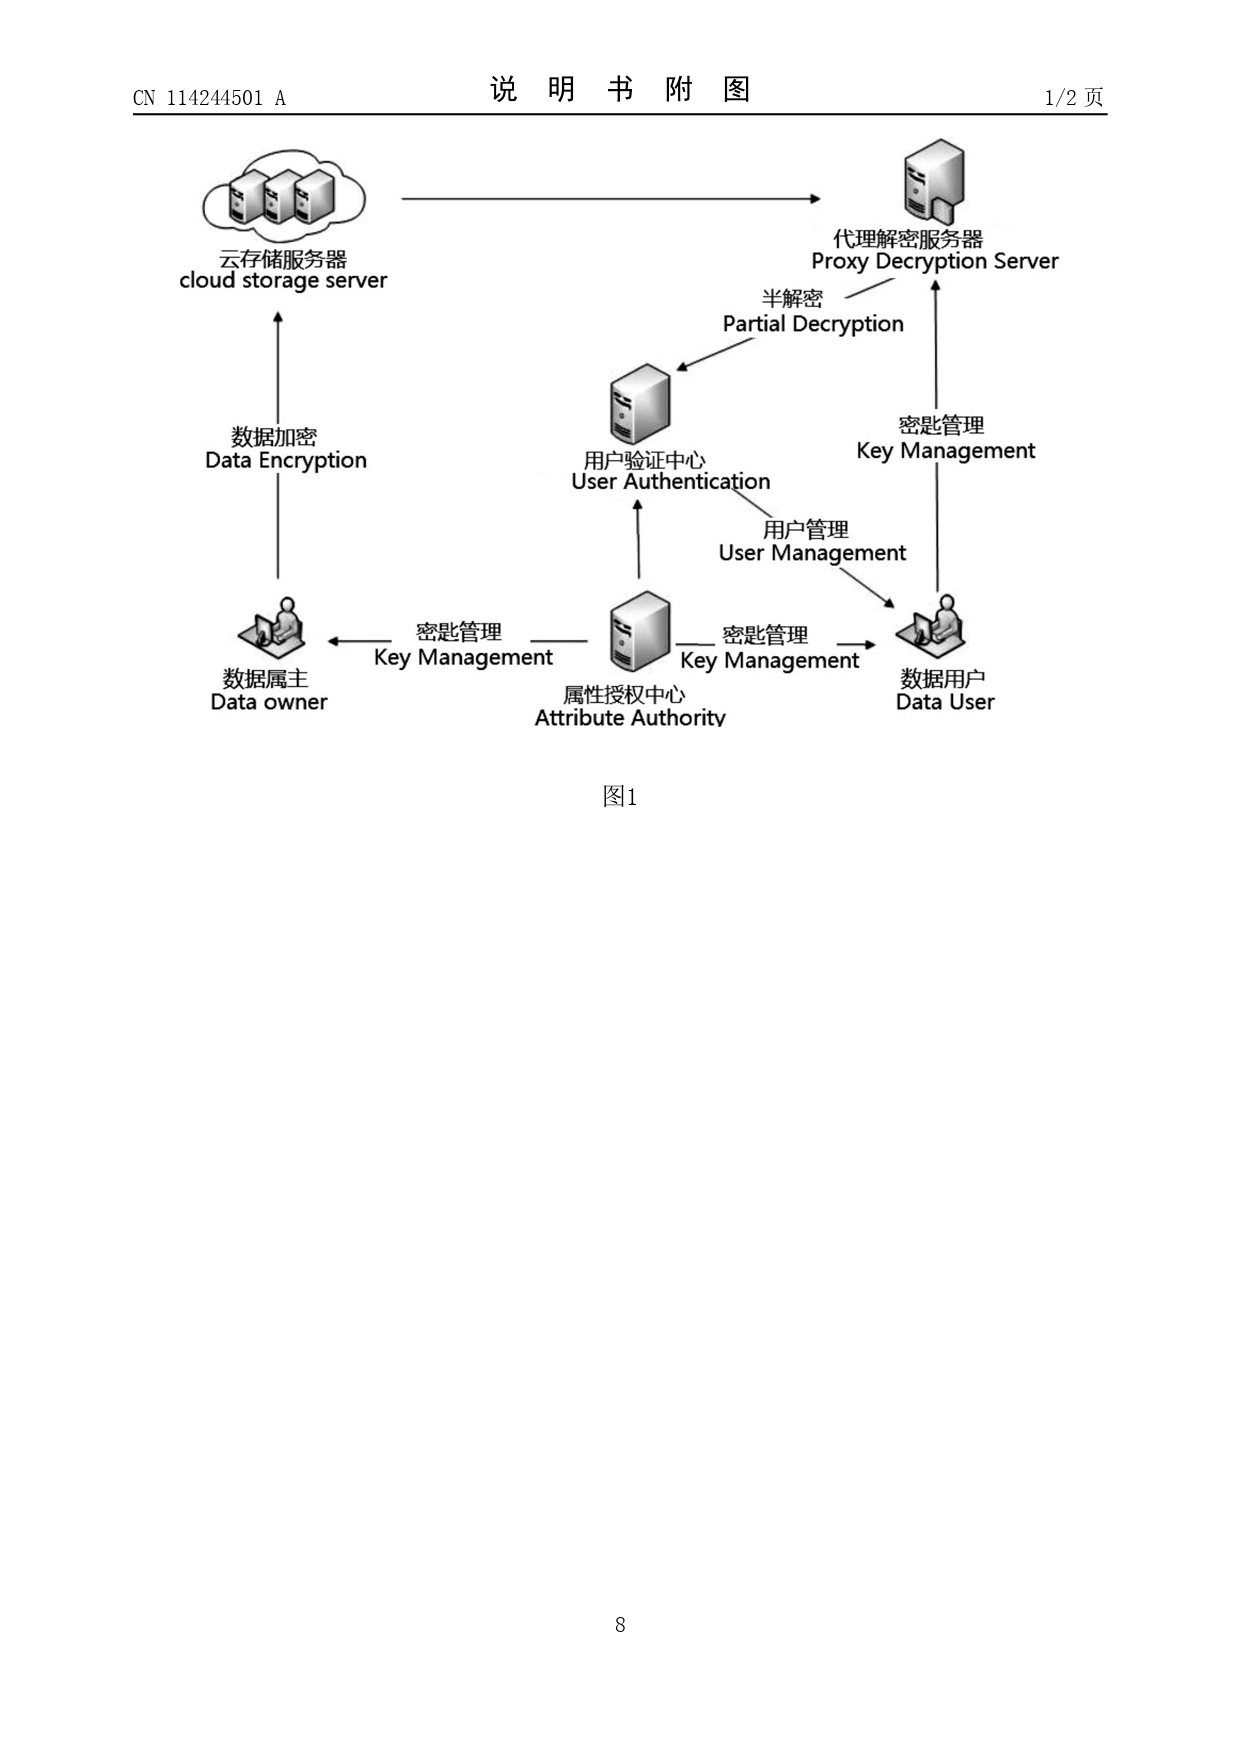 CN 114244501 A
说 明 书 附 图
1/2 页
云存储服务器
cloud storage server
代理解密服务器
Proxy Decryption Server
半解密
Partial Decryption
数据加密
Data Encryption
密匙管理
Key Management
用户验证中心
User Authentication
用户管理
User Management
密匙管理
Key Management
密匙管理
Key Management
数据属主
Data owner
属性授权中心
Attribute Authority
数据用户
Data User
图1
8